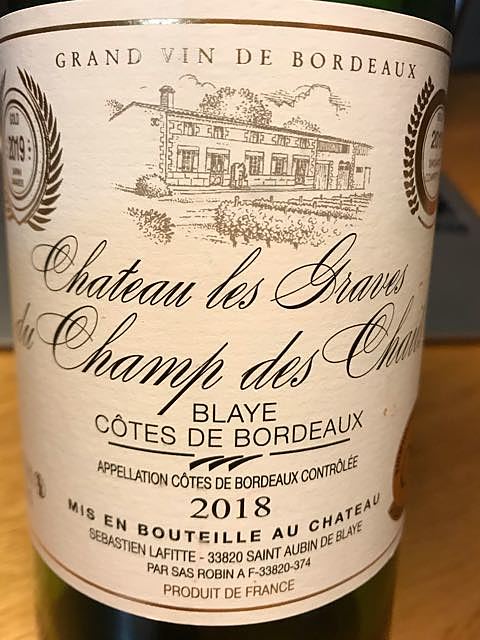 GRAND VIN DE BORDEAUX
GOLD
2019
Chateau les Graves
du Champ des
BLAYE
CÔTES DE BORDEAUX
APPELLATION CÔTES DE BORDEAUX CONTRÔLÉE
2018
MIS EN BOUTEILLE AU CHATEAU
SEBASTIEN LAFITTE - 33820 SAINT AUBIN DE BLAYE
PAR SAS ROBIN A F-33820-374
PRODUIT DE FRANCE